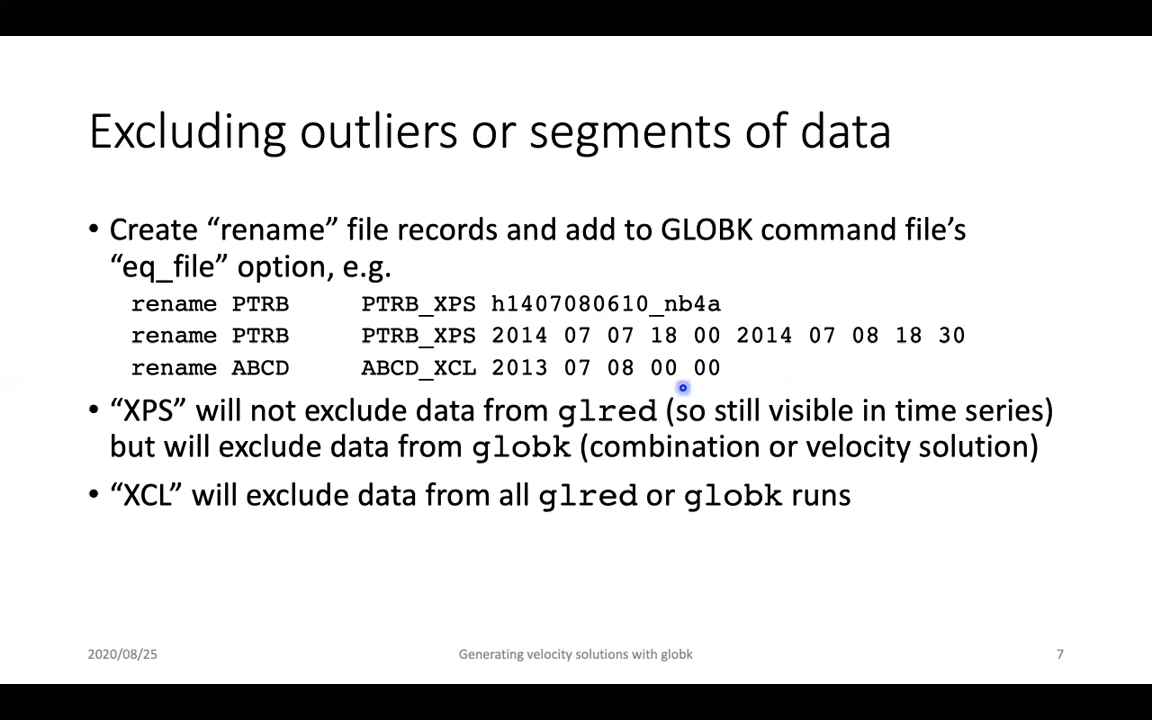 Excluding outliers or segments of data
• Create “rename” file records and add to GLOBK command file’s
“eq_file” option, e.g.
rename PTRB PTRB_XPS h1407080610_nb4a
rename PTRB PTRB_XPS 2014 07 07 18 00 2014 07 08 18 30
rename ABCD ABCD_XCL 2013 07 08 00 00
• “XPS” will not exclude data from glred (so still visible in time series)
but will exclude data from globk (combination or velocity solution)
• “XCL” will exclude data from all glred or globk runs
2020/08/25 Generating velocity solutions with globk 7